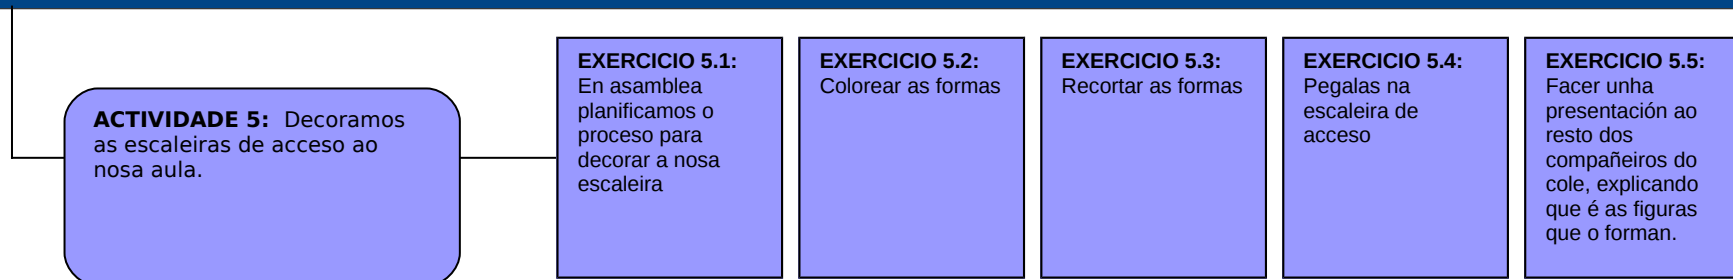 ACTIVIDADE 5: Decoramos
as escaleiras de acceso ao
nosa aula.
EXERCICIO 5.1:
En asamblea
planificamos o
proceso para
decorar a nosa
escaleira
EXERCICIO 5.2:
Colorear as formas
EXERCICIO 5.3:
Recortar as formas
EXERCICIO 5.4:
Pegalas na
escaleira de
acceso
EXERCICIO 5.5:
Facer unha
presentación ao
resto dos
compañeiros do
cole, explicando
que é as figuras
que o forman.